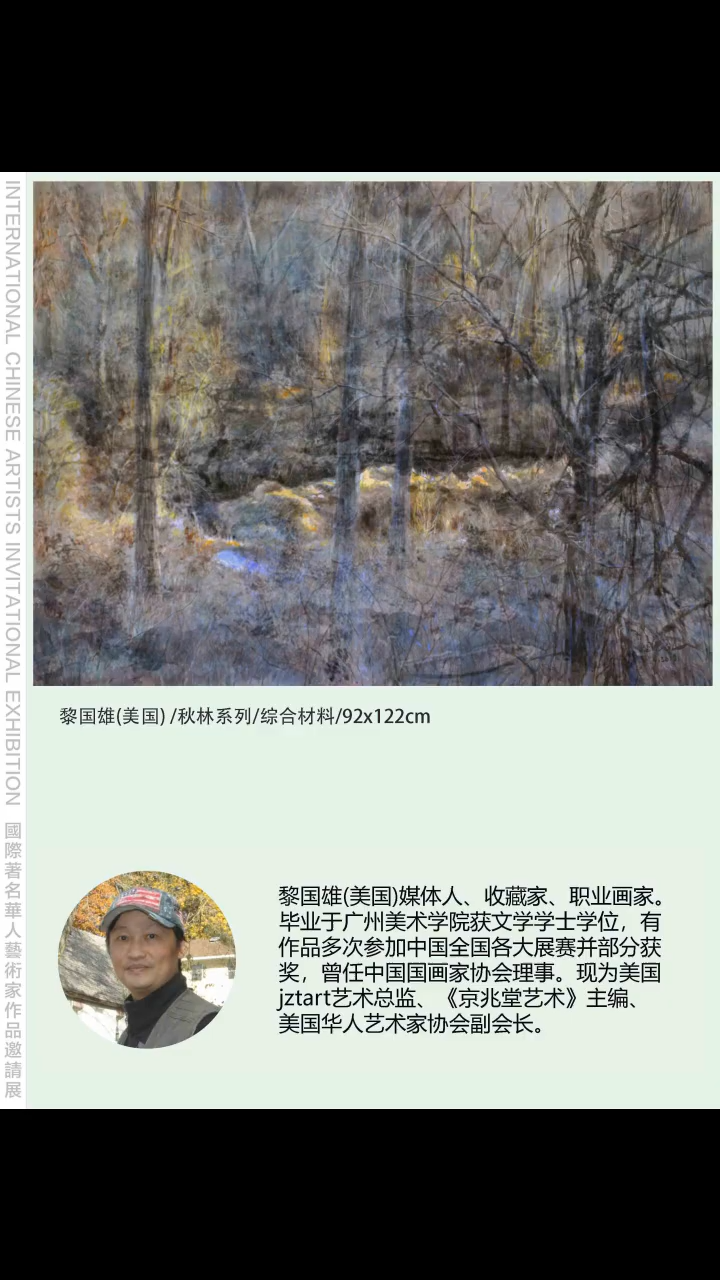 INTERNATIONAL CHINESE ARTISTS INVITATIONAL EXHIBITION 國際著名華人藝術家作品邀請展
黎国雄(美国) /秋林系列/综合材料/92x122cm
黎国雄(美国)媒体人、收藏家、职业画家。
毕业于广州美术学院获文学学士学位，有
作品多次参加中国全国各大展赛并部分获
奖，曾任中国国画家协会理事。现为美国
jztart艺术总监、《京兆堂艺术》主编、
美国华人艺术家协会副会长。